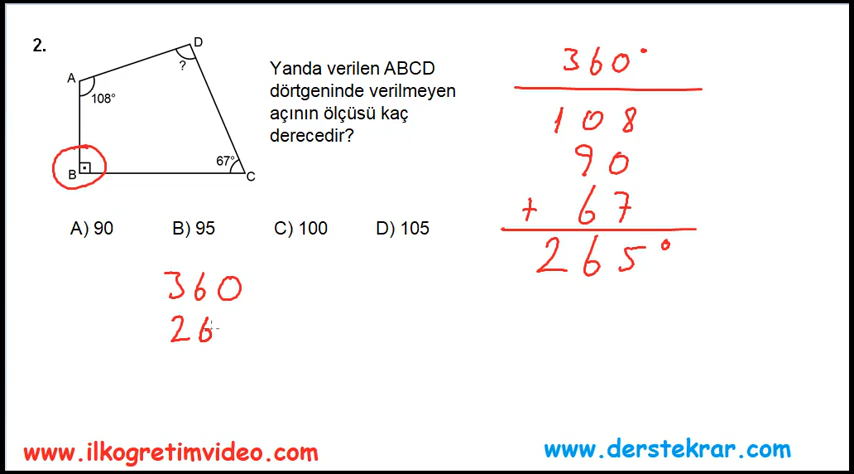 2.
D
?
A
108°
67°
B
C
Yanda verilen ABCD
dörtgeninde verilmeyen
açının ölçüsü kaç
derecedir?
A) 90 B) 95 C) 100 D) 105
360°
108
90
+ 67
265°
360
26
www.ilkogretimvideo.com
www.derstekrar.com